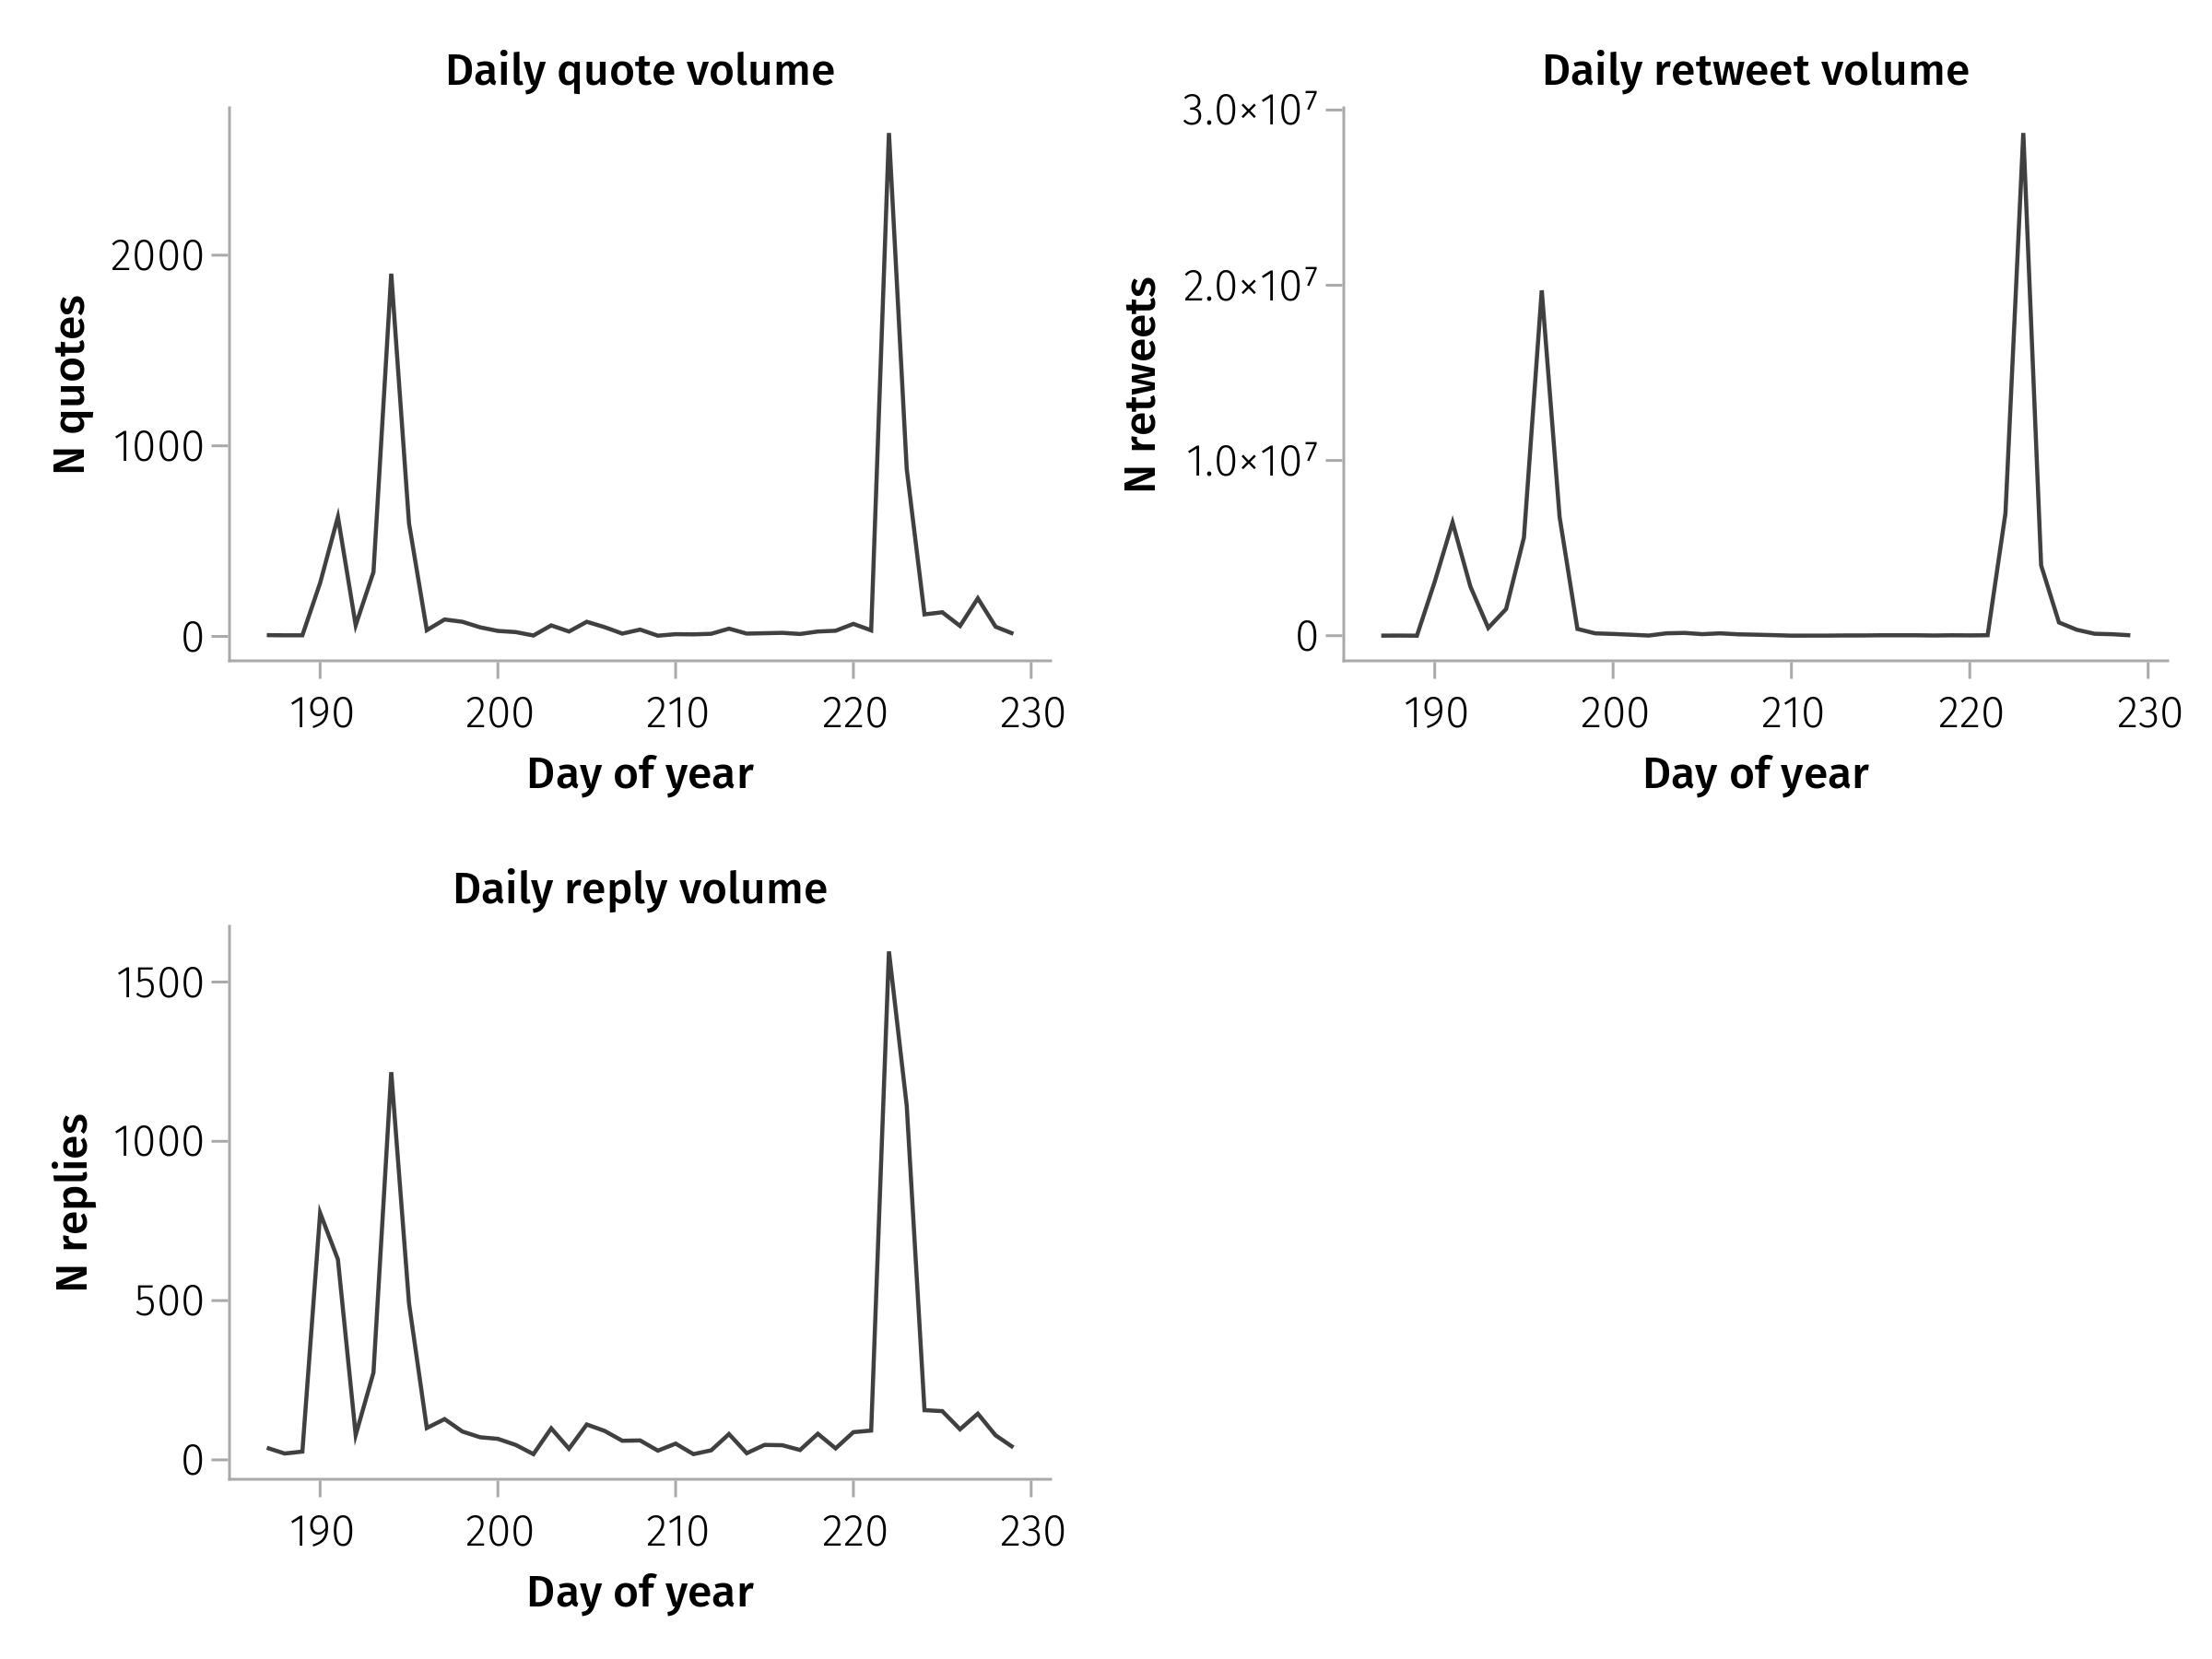 Daily quote volume
N quotes
2000
1000
0
190 200 210 220 230
Day of year
Daily retweet volume
N retweets
3.0×10⁷
2.0×10⁷
1.0×10⁷
0
190 200 210 220 230
Day of year
Daily reply volume
N replies
1500
1000
500
0
190 200 210 220 230
Day of year